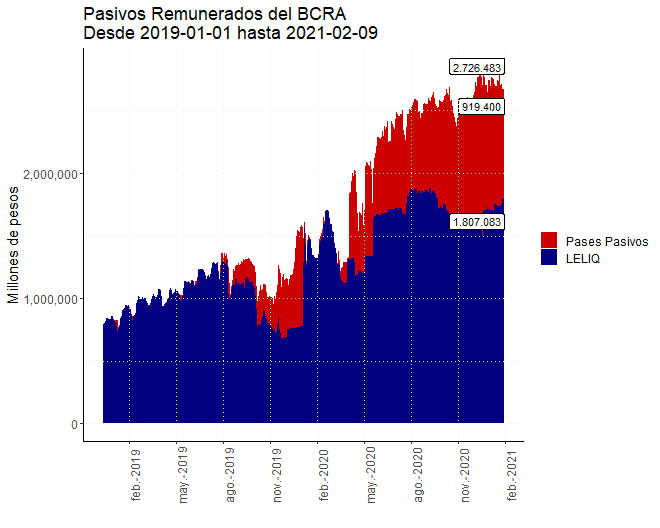 Pasivos Remunerados del BCRA
Desde 2019-01-01 hasta 2021-02-09
Millones de pesos
2,000,000
1,000,000
0
2.726.483
919.400
1.807.083
feb.-2019
may.-2019
ago.-2019
nov.-2019
feb.-2020
may.-2020
ago.-2020
nov.-2020
feb.-2021
Pases Pasivos
LELIQ